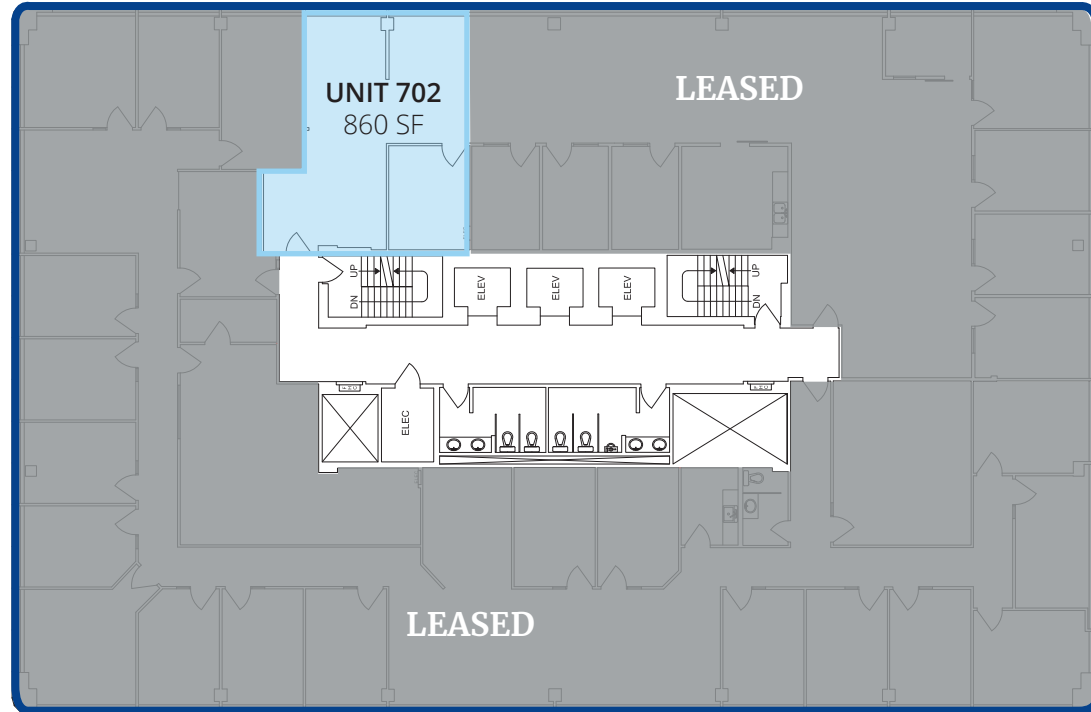 LEASED
UNIT 702
860 SF
UP
DN
ELEV
ELEV
ELEV
UP
DN
ELEC
LEASED